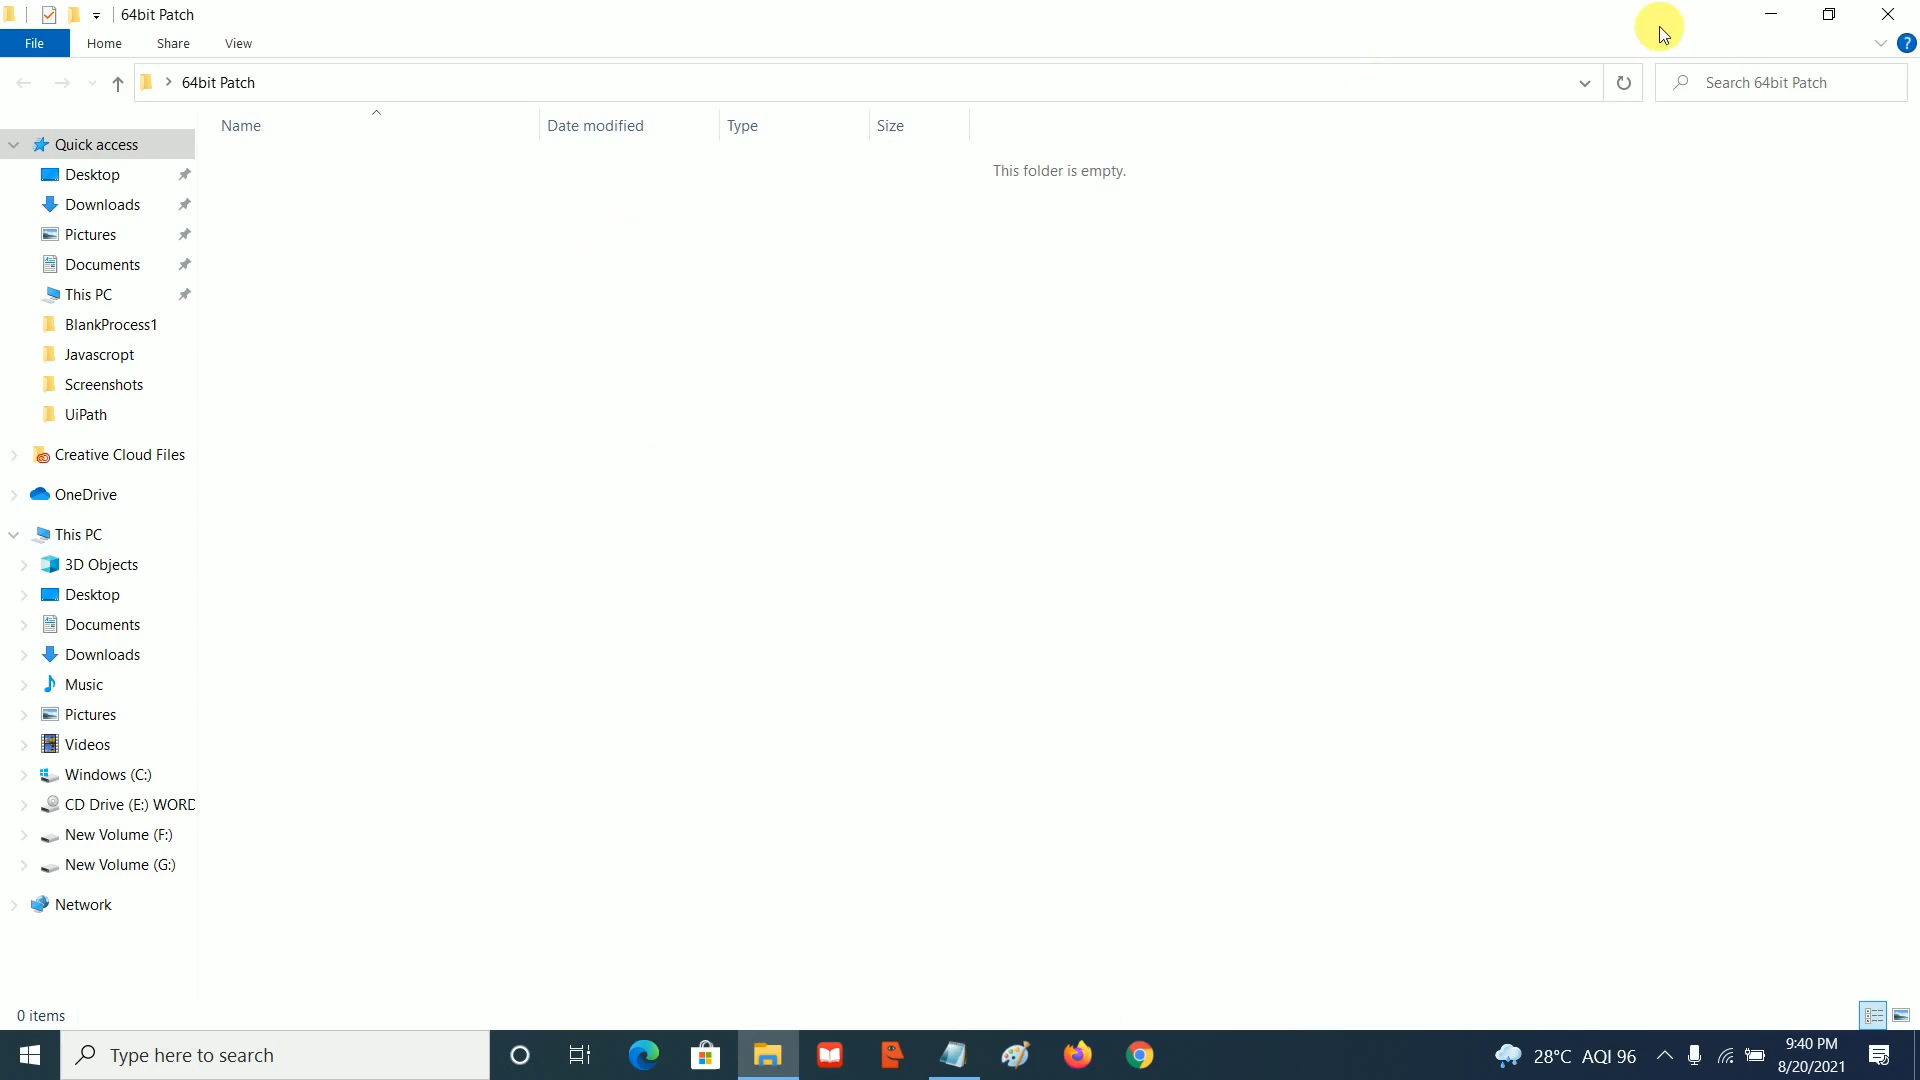 64bit Patch
File Home Share View
64bit Patch
Search 64bit Patch
Name Date modified Type Size
This folder is empty.
Quick access
Desktop
Downloads
Pictures
Documents
This PC
BlankProcess1
Javascropt
Screenshots
UiPath
Creative Cloud Files
OneDrive
This PC
3D Objects
Desktop
Documents
Downloads
Music
Pictures
Videos
Windows (C:)
CD Drive (E:) WORD
New Volume (F:)
New Volume (G:)
Network
0 items
Type here to search
28°C AQI 96
9:40 PM
8/20/2021